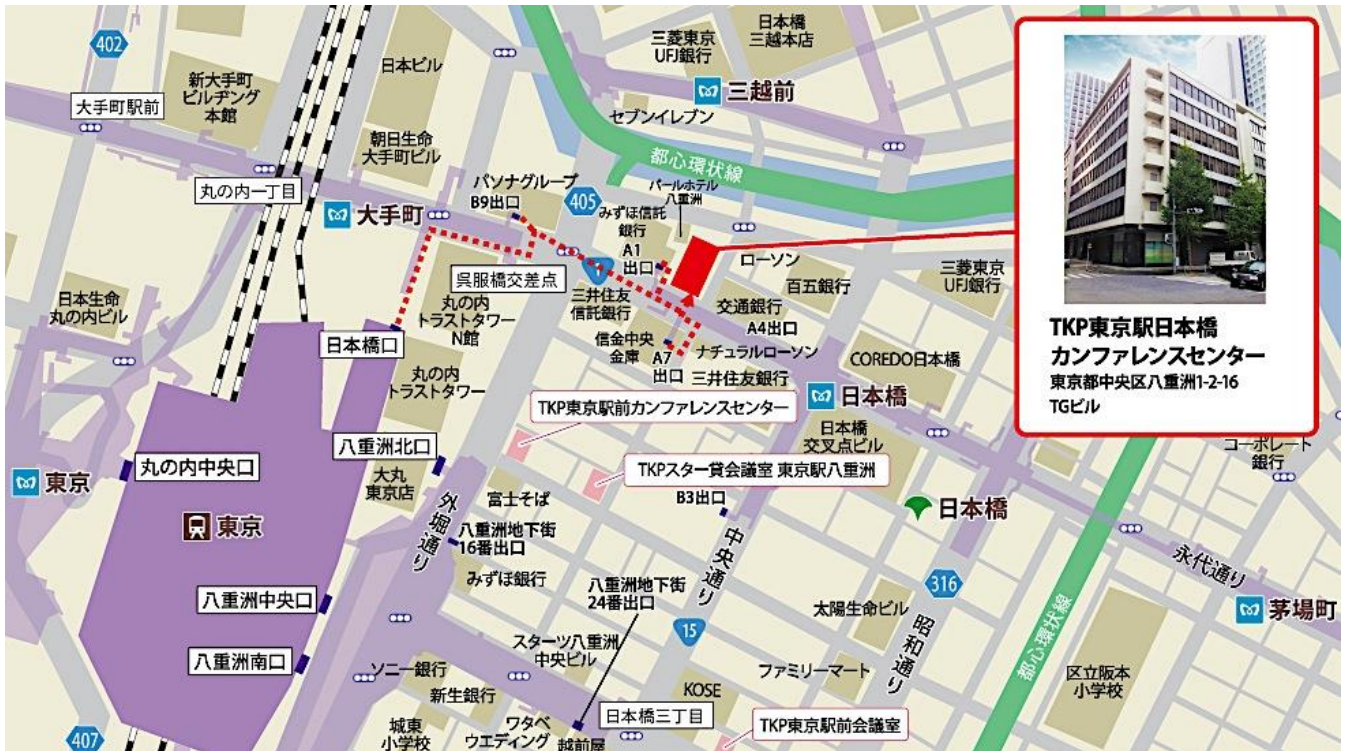 402
新大手町
ビルヂング
本館
大手町駅前
日本ビル
朝日生命
大手町ビル
三菱東京
UFJ銀行
日本橋
三越本店
三越前
セブンイレブン
都心環状線
丸の内一丁目
大手町
パソナグループ
B9出口
405
パールホテル
八重洲
みずほ信託
銀行
A1
出口
呉服橋交差点
1
三井住友
信託銀行
ローソン
百五銀行
三菱東京
UFJ銀行
交通銀行
A4出口
信金中央
金庫
A7
出口
ナチュラルローソン
三井住友銀行
COREDO日本橋
日本生命
丸の内ビル
日本橋口
丸の内
トラストタワー
N館
丸の内
トラストタワー
TKP東京駅日本橋
カンファレンスセンター
東京都中央区八重洲1-2-16
TGビル
TKP東京駅前カンファレンスセンター
日本橋
日本橋
交叉点ビル
コーポレート
銀行
八重洲北口
丸の内中央口
東京
大丸
東京店
TKPスター貸会議室 東京駅八重洲
B3出口
富士そば
東京
外堀通り
八重洲地下街
16番出口
みずほ銀行
日本橋
中央通り
永代通り
316
茅場町
八重洲中央口
八重洲地下街
24番出口
太陽生命ビル
昭和通り
都心環状線
15
八重洲南口
スターツ八重洲
中央ビル
ソニー銀行
新生銀行
ファミリーマート
区立阪本
小学校
KOSE
日本橋三丁目
TKP東京駅前会議室
407
城東
小学校
ワタベ
ウエディング
越前屋